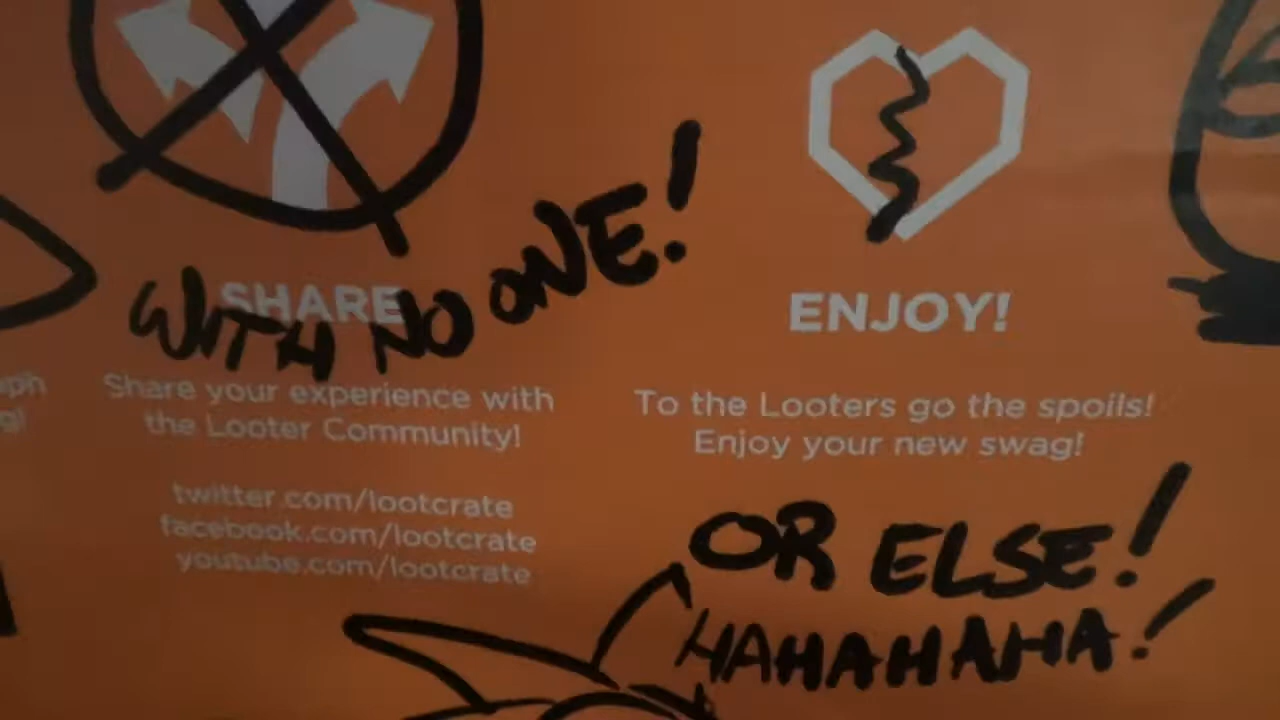 SHARE
WITH NO ONE!
Share your experience with
the Looter Community!
twitter.com/lootcrate
facebook.com/lootcrate
youtube.com/lootcrate
ENJOY!
To the Looters go the spoils!
Enjoy your new swag!
OR ELSE!
HAHAHAHA!